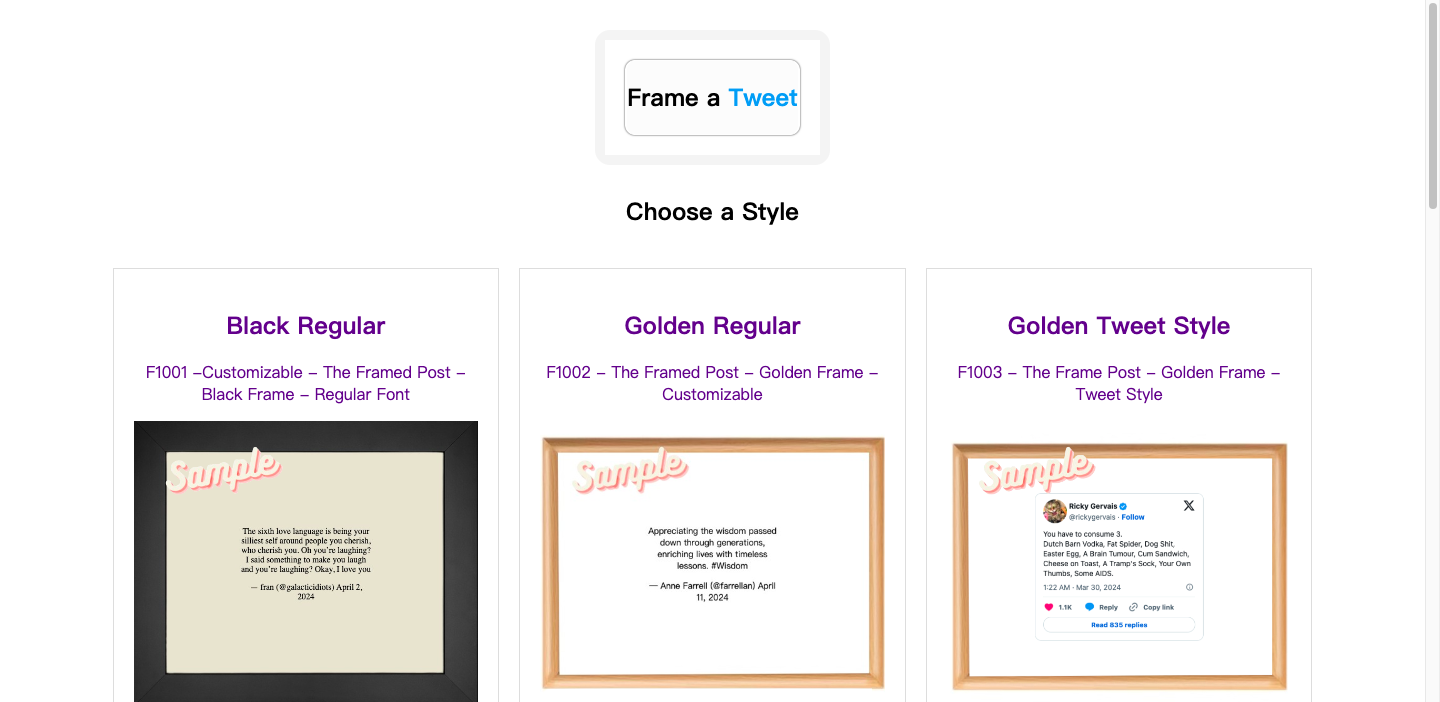 Frame a Tweet
Choose a Style
Black Regular
F1001 –Customizable – The Framed Post –
Black Frame – Regular Font
Sample
The sixth love language is being your
silliest self around people you cherish,
who cherish you. Oh you're laughing?
I said something to make you laugh
and you're laughing? Okay, I love you
— fran (@galacticidiots) April 2,
2024
Golden Regular
F1002 – The Framed Post – Golden Frame –
Customizable
Sample
Appreciating the wisdom passed
down through generations,
enriching lives with timeless
lessons. #Wisdom
— Anne Farrell (@farrellan) April
11, 2024
Golden Tweet Style
F1003 – The Frame Post – Golden Frame –
Tweet Style
Sample
Ricky Gervais
@rickygervais · Follow
You have to consume 3.
Dutch Barn Vodka, Fat Spider, Dog Shit,
Easter Egg, A Brain Tumour, Cum Sandwich,
Cheese on Toast, A Tramp's Sock, Your Own
Thumbs, Some AIDS.
1:22 AM · Mar 30, 2024
1.1K Reply Copy link
Read 835 replies